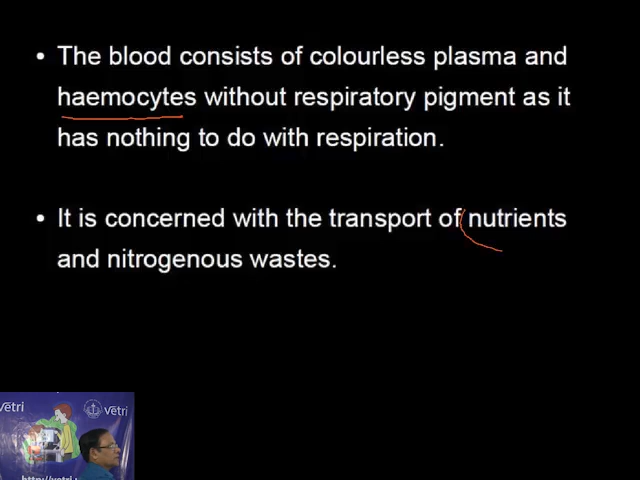 • The blood consists of colourless plasma and
haemocytes without respiratory pigment as it
has nothing to do with respiration.
• It is concerned with the transport of nutrients
and nitrogenous wastes.
Vetri
Vetri